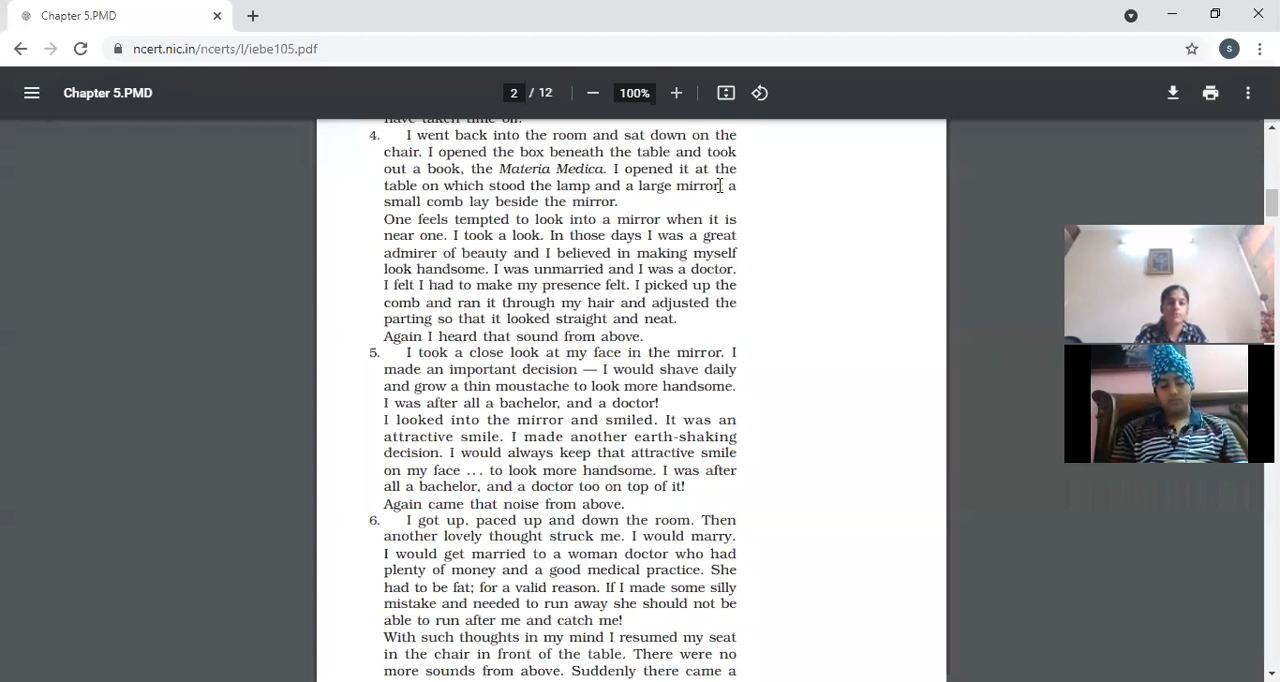 Chapter 5.PMD
ncert.nic.in/ncerts/l/iebe105.pdf
S
Chapter 5.PMD
2 / 12
100%
have taken time off.
4. I went back into the room and sat down on the
chair. I opened the box beneath the table and took
out a book, the Materia Medica. I opened it at the
table on which stood the lamp and a large mirror; a
small comb lay beside the mirror.
One feels tempted to look into a mirror when it is
near one. I took a look. In those days I was a great
admirer of beauty and I believed in making myself
look handsome. I was unmarried and I was a doctor.
I felt I had to make my presence felt. I picked up the
comb and ran it through my hair and adjusted the
parting so that it looked straight and neat.
Again I heard that sound from above.
5. I took a close look at my face in the mirror. I
made an important decision — I would shave daily
and grow a thin moustache to look more handsome.
I was after all a bachelor, and a doctor!
I looked into the mirror and smiled. It was an
attractive smile. I made another earth-shaking
decision. I would always keep that attractive smile
on my face ... to look more handsome. I was after
all a bachelor, and a doctor too on top of it!
Again came that noise from above.
6. I got up, paced up and down the room. Then
another lovely thought struck me. I would marry.
I would get married to a woman doctor who had
plenty of money and a good medical practice. She
had to be fat; for a valid reason. If I made some silly
mistake and needed to run away she should not be
able to run after me and catch me!
With such thoughts in my mind I resumed my seat
in the chair in front of the table. There were no
more sounds from above. Suddenly there came a